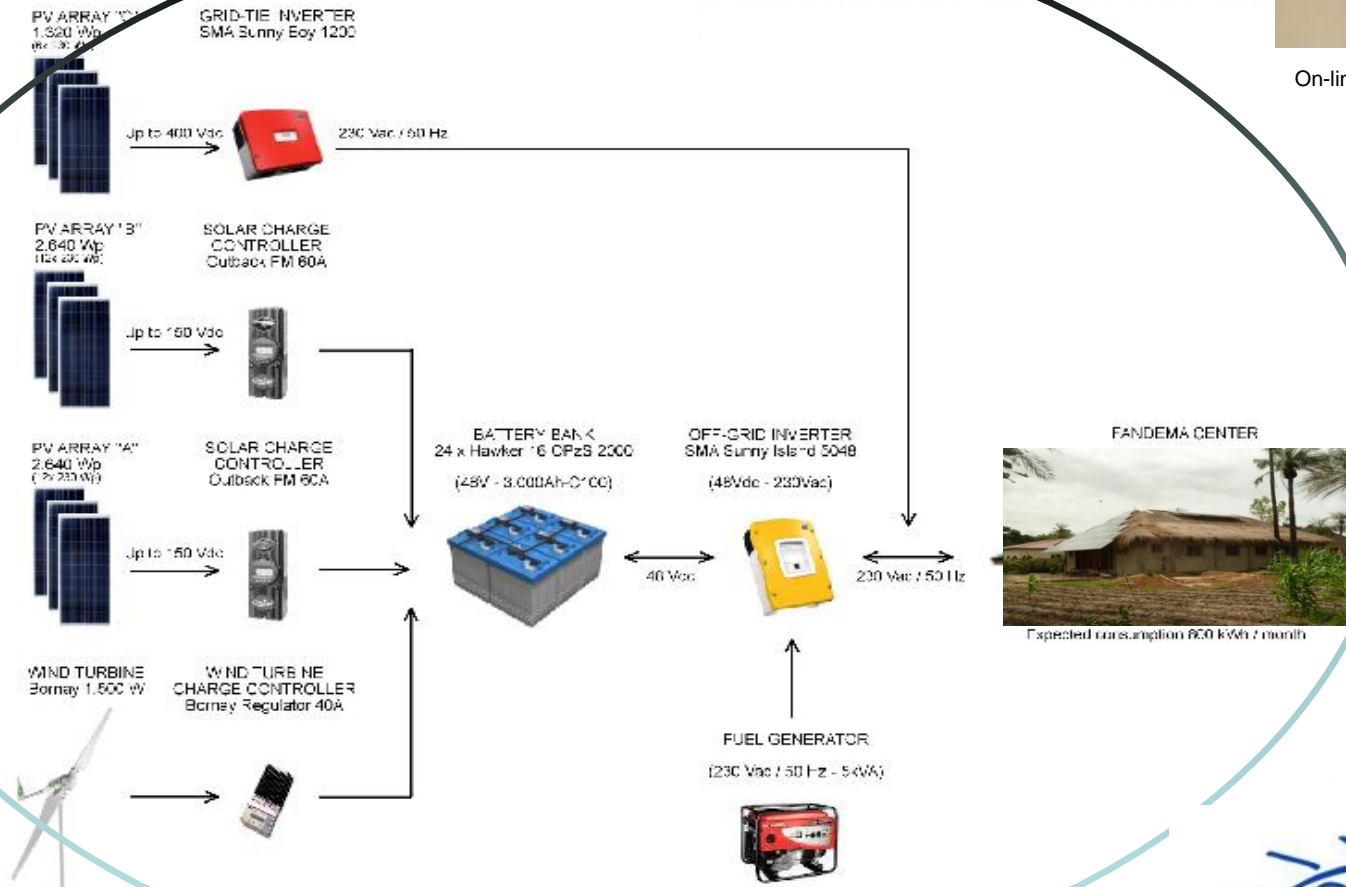 PV ARRAY
1.320 Wp
GRID-TIE INVERTER
SMA Sunny Boy 1200
On-lin
Up to 400 Vdc
230 Vac / 50 Hz
PV ARRAY "B"
2.640 Wp
SOLAR CHARGE
CONTROLLER
Outback FM 60A
Up to 150 Vdc
PV ARRAY "A"
2.640 Wp
SOLAR CHARGE
CONTROLLER
Outback FM 60A
Up to 150 Vdc
BATTERY BANK
24 x Hawker 16 OPzS 2000
(48V - 3.000Ah-C100)
OFF-GRID INVERTER
SMA Sunny Island 5048
(48Vdc - 230Vac)
FANDEMA CENTER
48 Vdc
230 Vac / 50 Hz
Expected consumption kWh / month
WIND TURBINE
Bornay 1.500 W
WIND TURBINE
CHARGE CONTROLLER
Bornay Regulator 40A
FUEL GENERATOR
(230 Vac / 50 Hz - 5kVA)